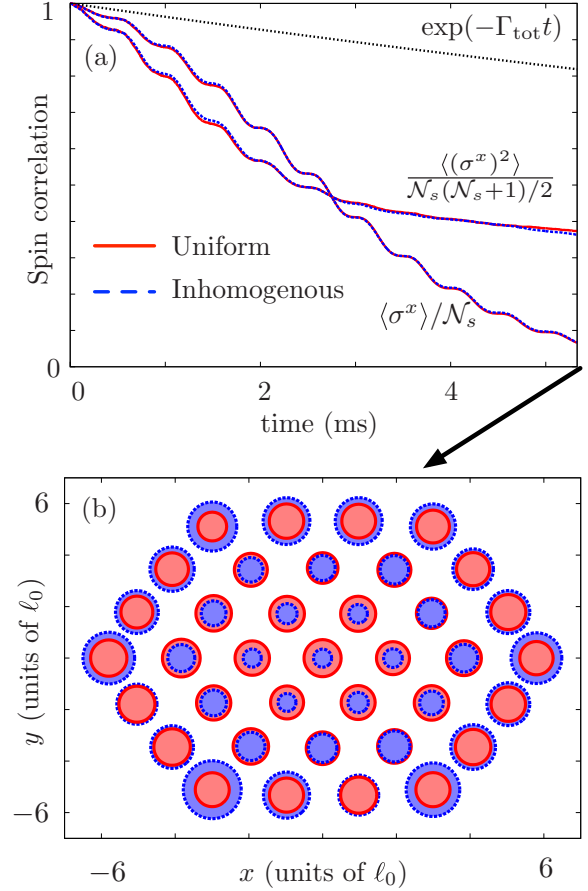 1
exp(−Γ_tot t)
(a)
Spin correlation
⟨(σ^x)^2⟩
𝒩_s(𝒩_s+1)/2
Uniform
Inhomogenous
⟨σ^x⟩/𝒩_s
0
0 2 4
time (ms)
6
(b)
y (units of ℓ_0)
−6
−6 x (units of ℓ_0) 6